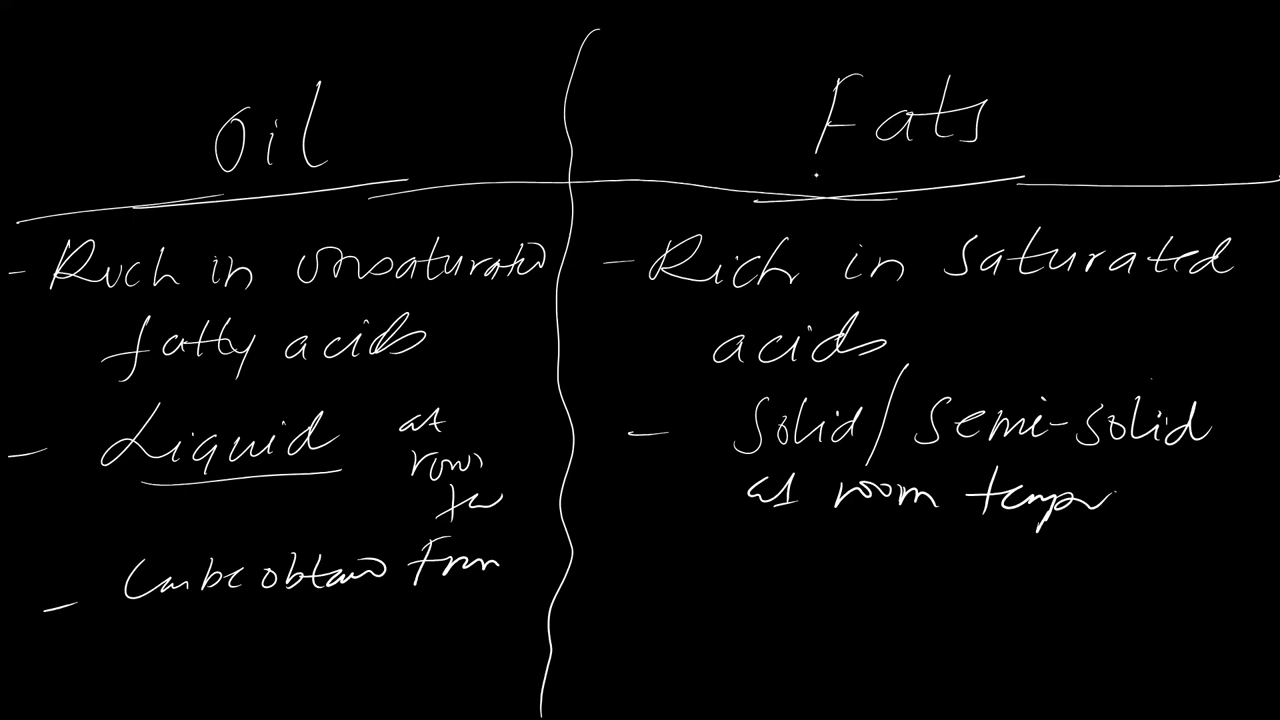 Oil
- Rich in unsaturated
fatty acids
- Liquid at
room
- Can be obtain From
Fats
- Rich in saturated
acids
- Solid/semi-solid
at room temp